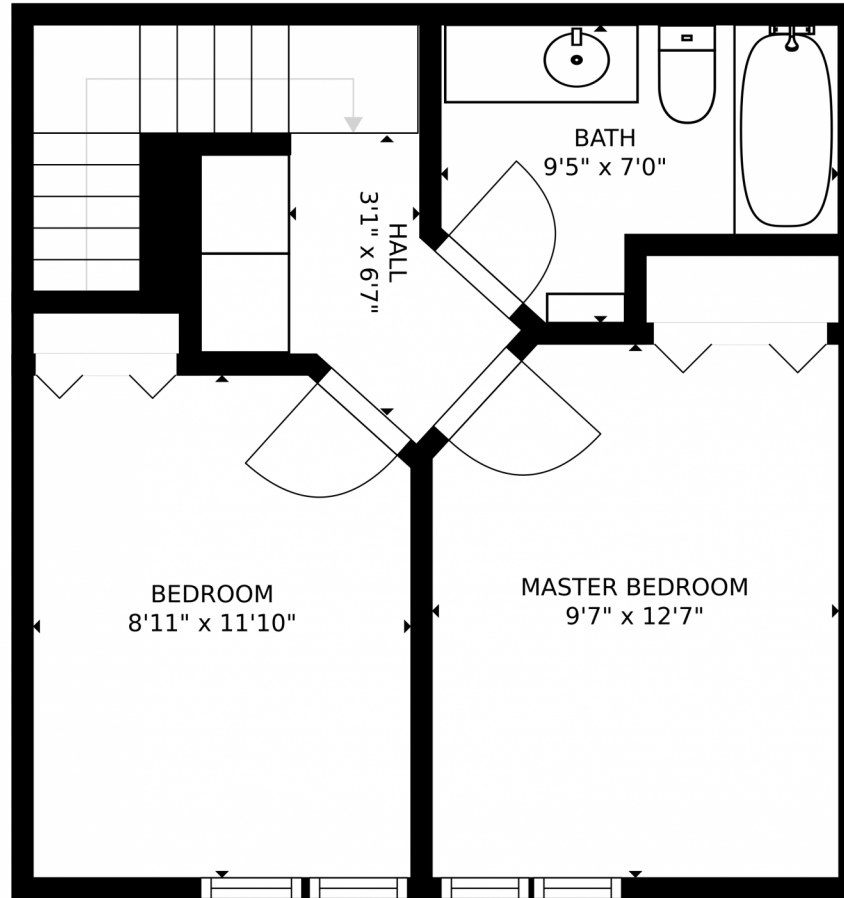 BATH
9'5" x 7'0"
HALL
3'1" x 6'7"
BEDROOM
8'11" x 11'10"
MASTER BEDROOM
9'7" x 12'7"